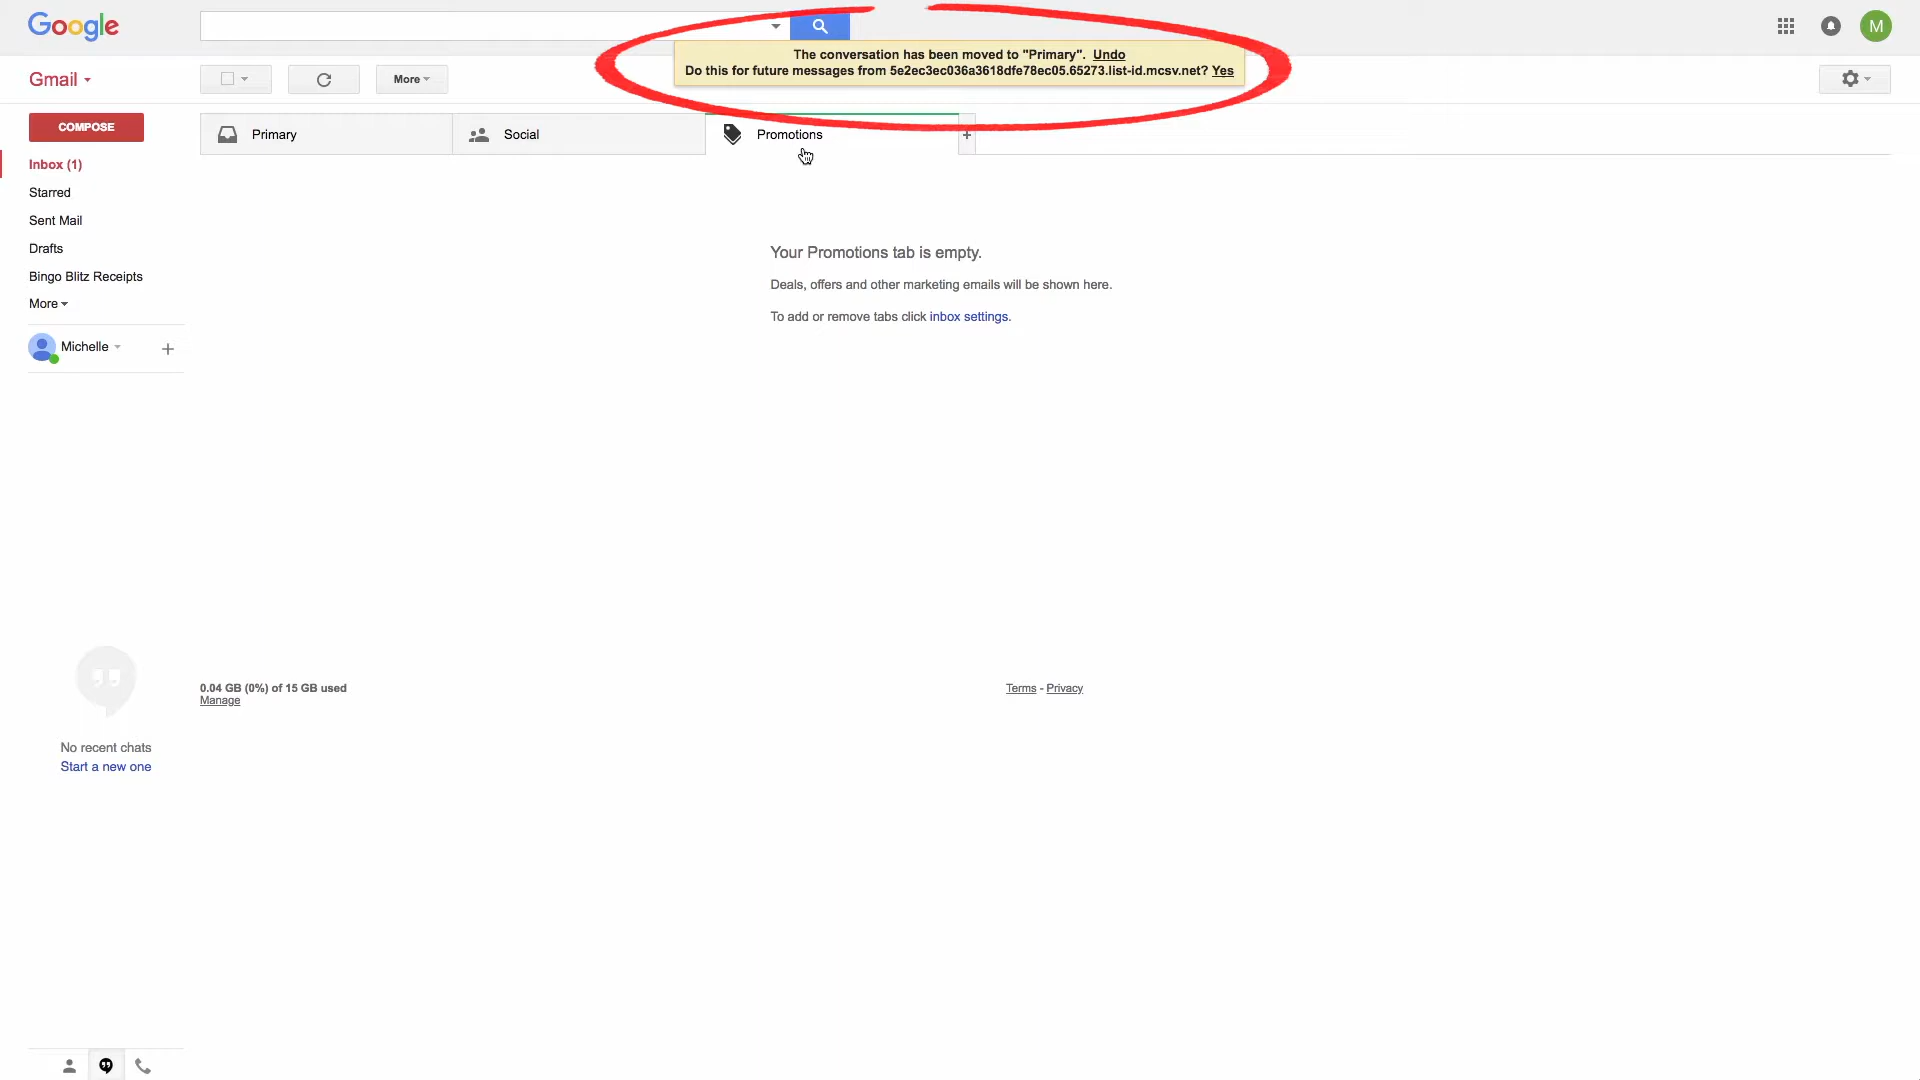 Google
The conversation has been moved to "Primary". Undo
Do this for future messages from 5e2ec3ec036a3618dfe78ec05.65273.list-id.mcsv.net? Yes
M
Gmail
More
COMPOSE
Primary
Social
Promotions
+
Inbox (1)
Starred
Sent Mail
Drafts
Bingo Blitz Receipts
More
Michelle
+
Your Promotions tab is empty.
Deals, offers and other marketing emails will be shown here.
To add or remove tabs click inbox settings.
0.04 GB (0%) of 15 GB used
Manage
Terms - Privacy
No recent chats
Start a new one